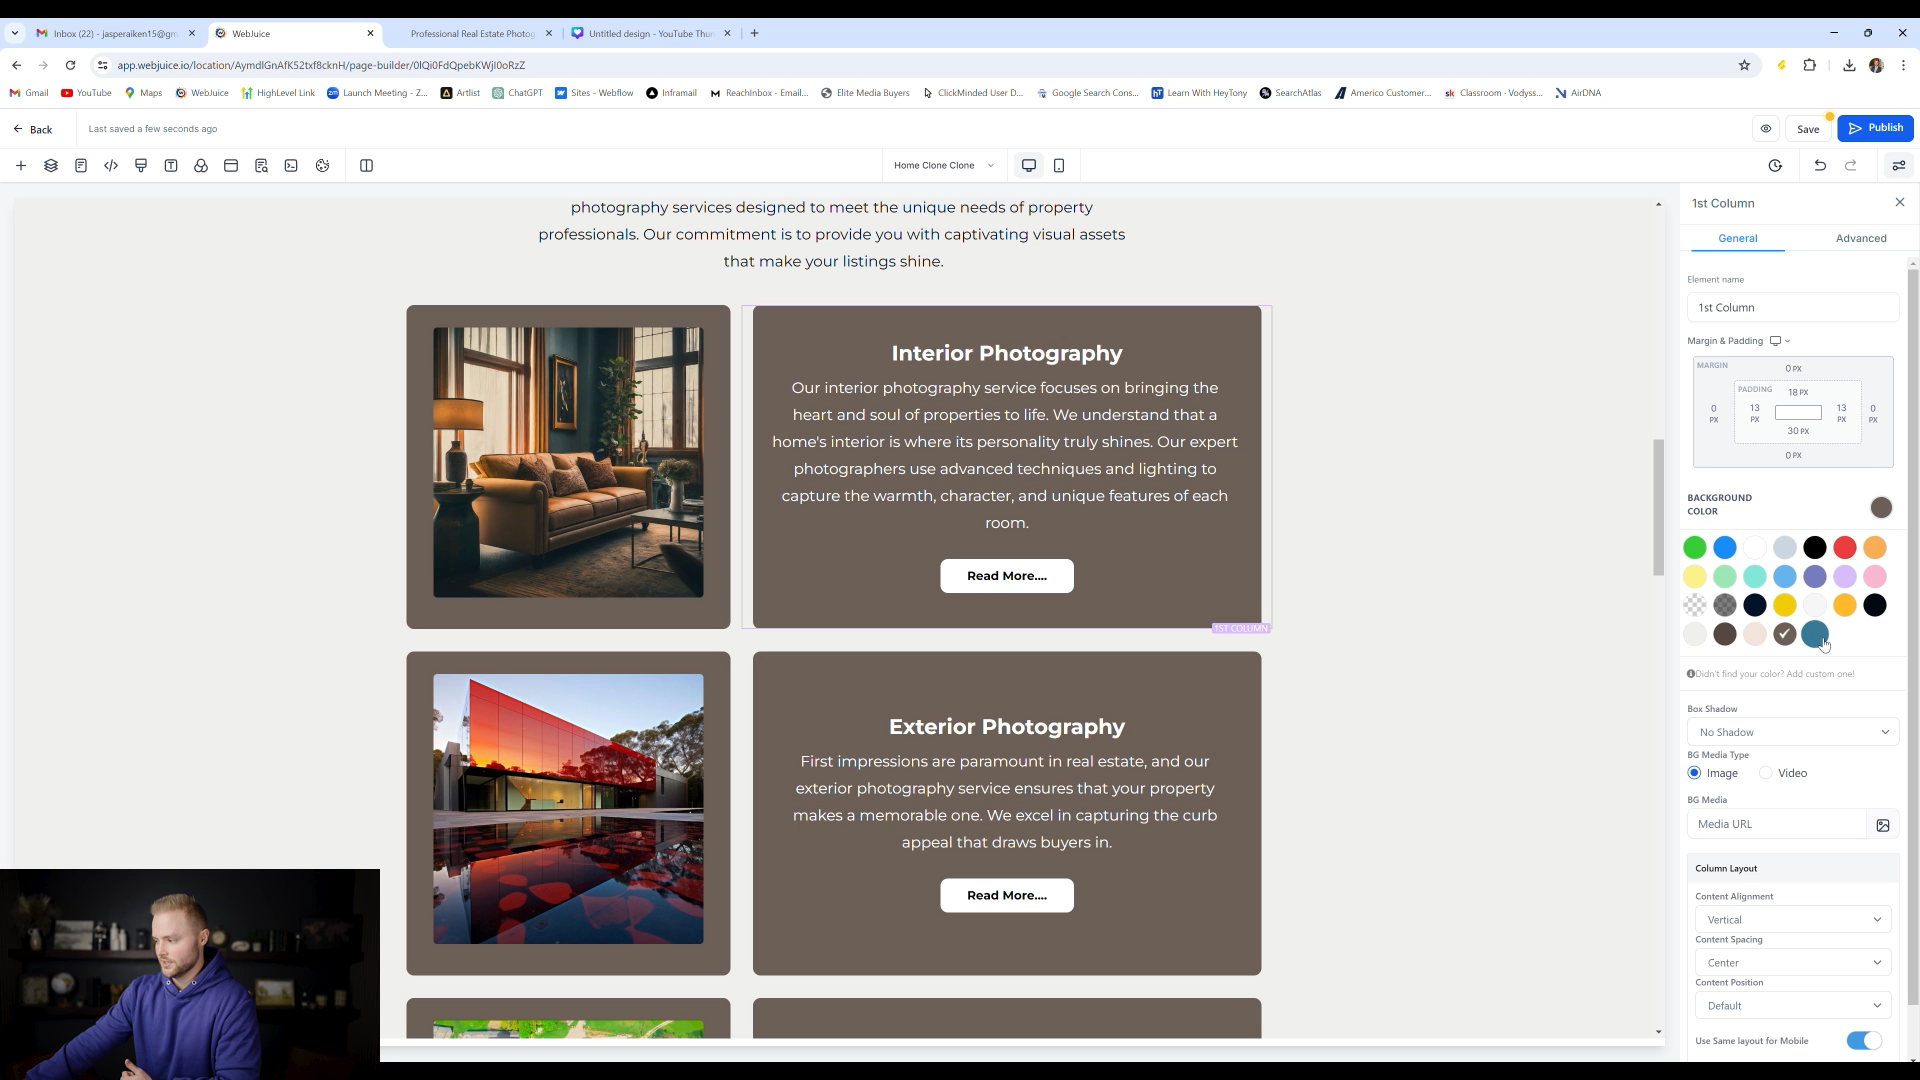 Inbox (22) - jasperaiken15@gm
WebJuice
Professional Real Estate Photog
Untitled design - YouTube Thun
app.webjuice.io/location/AymdlGnAfK52txf8cknH/page-builder/0lQi0FdQpebKWjI0oRzZ
Gmail
YouTube
Maps
WebJuice
HighLevel Link
Launch Meeting - Z...
Artlist
ChatGPT
Sites - Webflow
Inframail
ReachInbox - Email...
Elite Media Buyers
ClickMinded User D...
Google Search Cons...
Learn With HeyTony
SearchAtlas
Americo Customer...
Classroom - Vodyss...
AirDNA
Back
Last saved a few seconds ago
Save
Publish
Home Clone Clone
photography services designed to meet the unique needs of property
professionals. Our commitment is to provide you with captivating visual assets
that make your listings shine.
Interior Photography
Our interior photography service focuses on bringing the
heart and soul of properties to life. We understand that a
home's interior is where its personality truly shines. Our expert
photographers use advanced techniques and lighting to
capture the warmth, character, and unique features of each
room.
Read More....
1ST COLUMN
Exterior Photography
First impressions are paramount in real estate, and our
exterior photography service ensures that your property
makes a memorable one. We excel in capturing the curb
appeal that draws buyers in.
Read More....
1st Column
General
Advanced
Element name
1st Column
Margin & Padding
MARGIN
0 PX
PADDING
18 PX
0 PX
13 PX
13 PX
0 PX
30 PX
0 PX
BACKGROUND
COLOR
Didn't find your color? Add custom one!
Box Shadow
No Shadow
BG Media Type
Image
Video
BG Media
Media URL
Column Layout
Content Alignment
Vertical
Content Spacing
Center
Content Position
Default
Use Same layout for Mobile